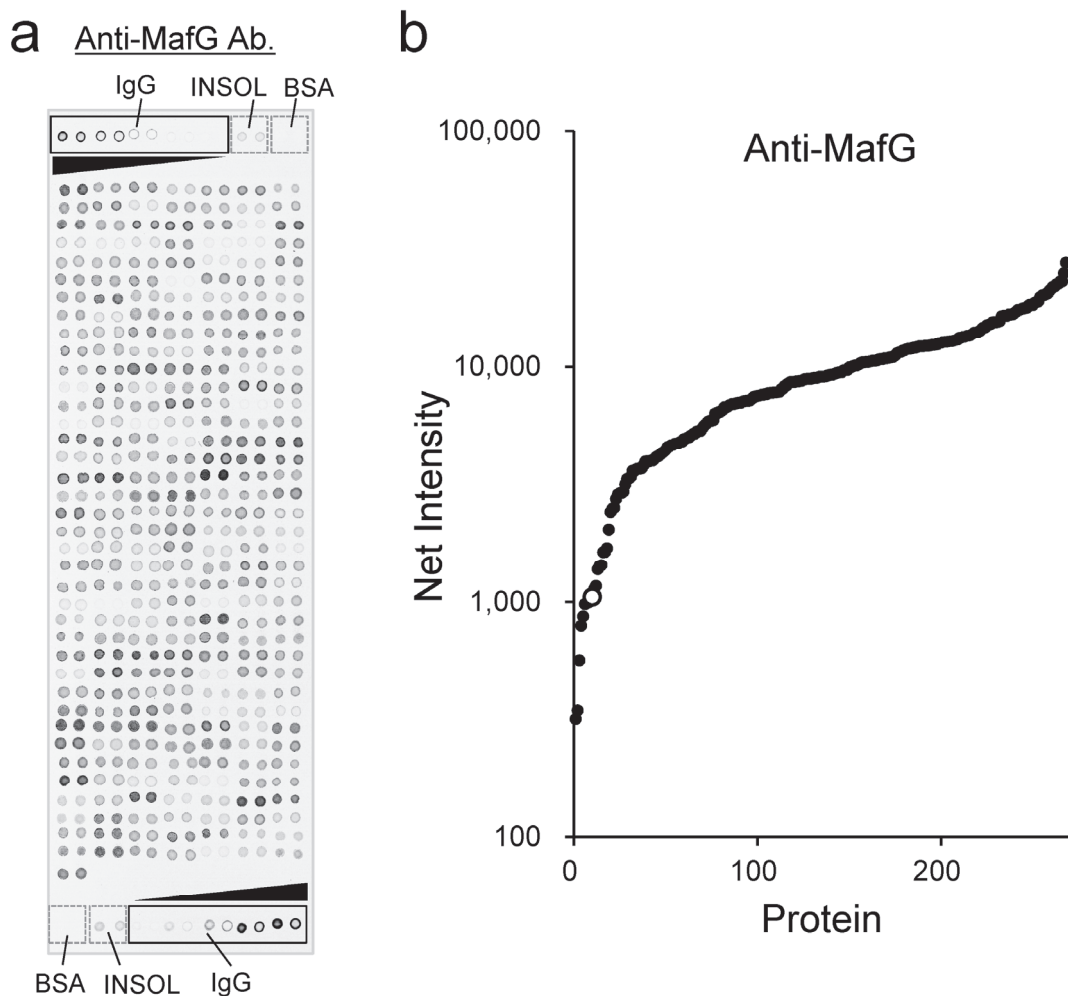 a Anti-MafG Ab.
IgG INSOL BSA
BSA INSOL IgG
b
Anti-MafG
100,000
10,000
1,000
100
Net Intensity
0 100 200
Protein